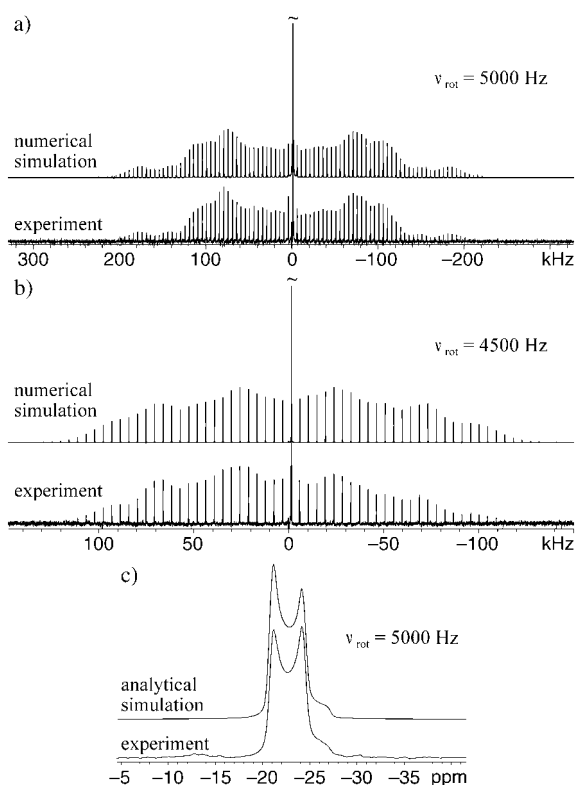 a)
~
ν rot = 5000 Hz
numerical
simulation
experiment
300 200 100 0 −100 −200 kHz
b)
~
ν rot = 4500 Hz
numerical
simulation
experiment
100 50 0 −50 −100 kHz
c)
ν rot = 5000 Hz
analytical
simulation
experiment
−5 −10 −15 −20 −25 −30 −35 ppm